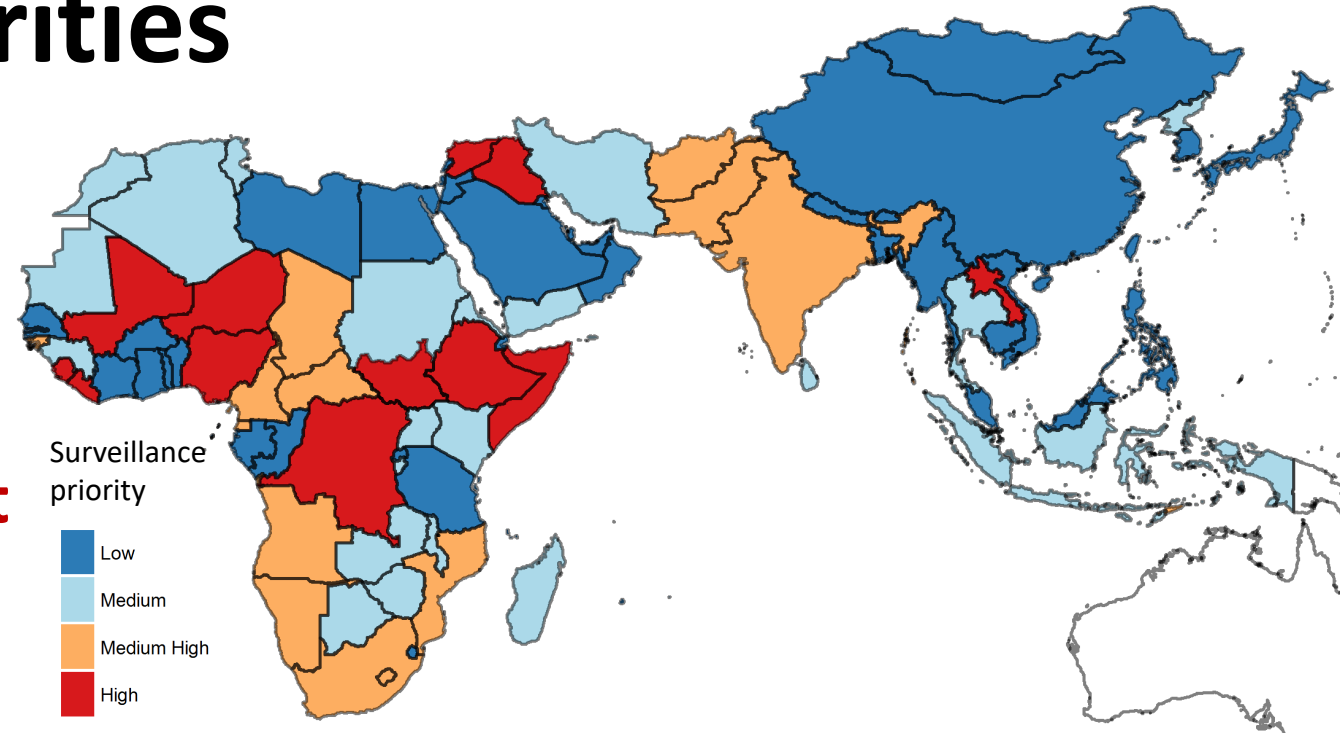 rities
t
Surveillance
priority
Low
Medium
Medium High
High